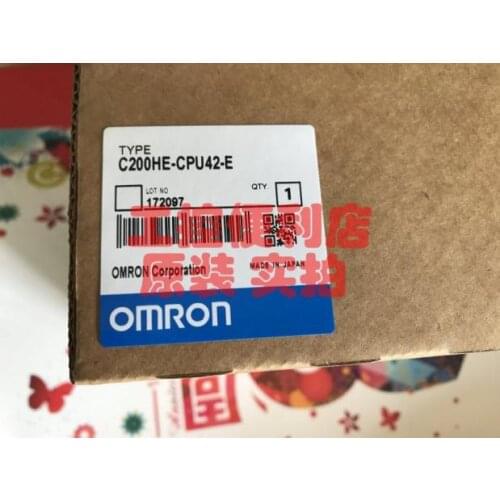 TYPE
C200HE-CPU42-E
LOT NO
QTY.
172097
1
工控便利店
OMRON Corporation
MADE IN JAPAN
原装 实拍
OMRON